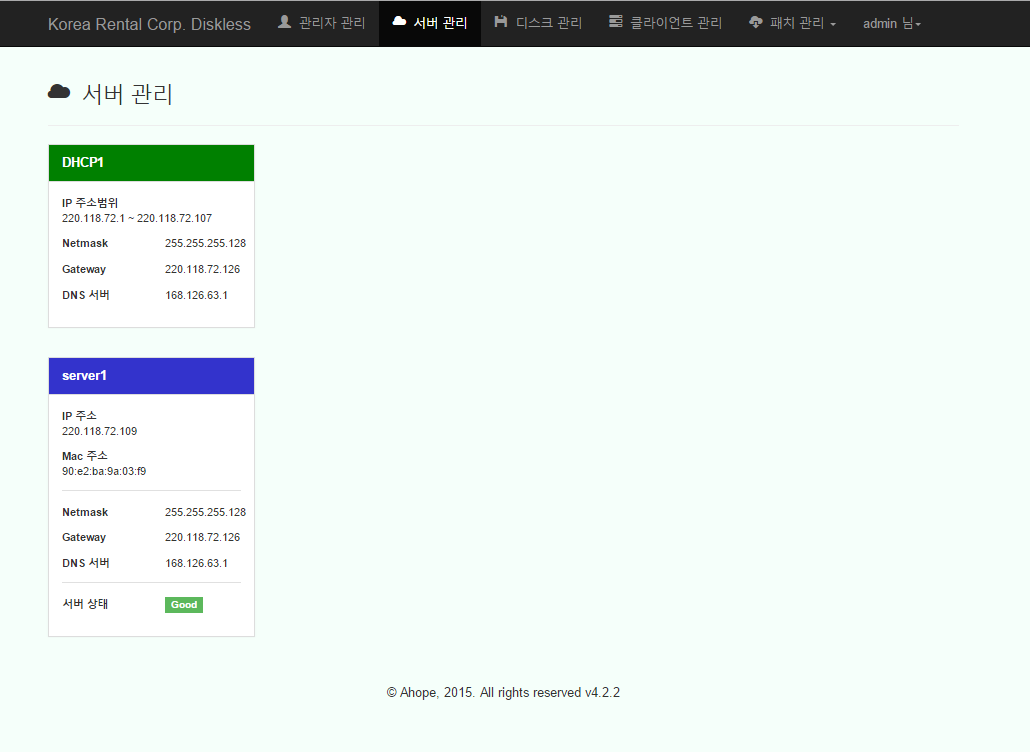 Korea Rental Corp. Diskless 관리자 관리 서버 관리 디스크 관리 클라이언트 관리 패치 관리 admin 님
서버 관리
DHCP1
IP 주소범위
220.118.72.1 ~ 220.118.72.107
Netmask 255.255.255.128
Gateway 220.118.72.126
DNS 서버 168.126.63.1
server1
IP 주소
220.118.72.109
Mac 주소
90:e2:ba:9a:03:f9
Netmask 255.255.255.128
Gateway 220.118.72.126
DNS 서버 168.126.63.1
서버 상태 Good
© Ahope, 2015. All rights reserved v4.2.2